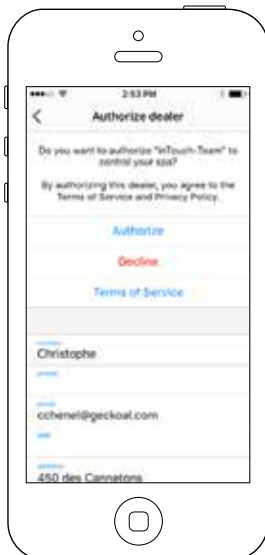 2:53 PM
Authorize dealer
Do you want to authorize "inTouch-Team" to
control your spa?
By authorizing this dealer, you agree to the
Terms of Service and Privacy Policy.
Authorize
Decline
Terms of Service
Christophe
cchenel@geckoal.com
450 des Cannetons